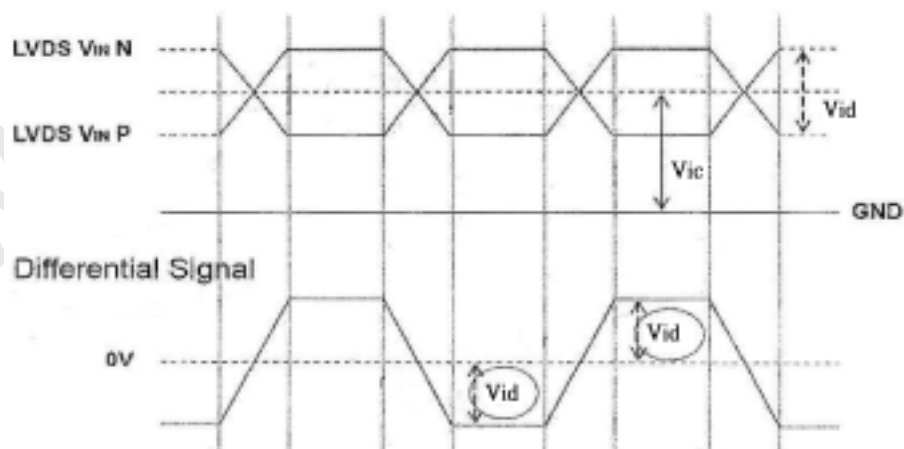 LVDS VIN N
Vid
LVDS VIN P
Vic
GND
Differential Signal
Vid
0V
Vid